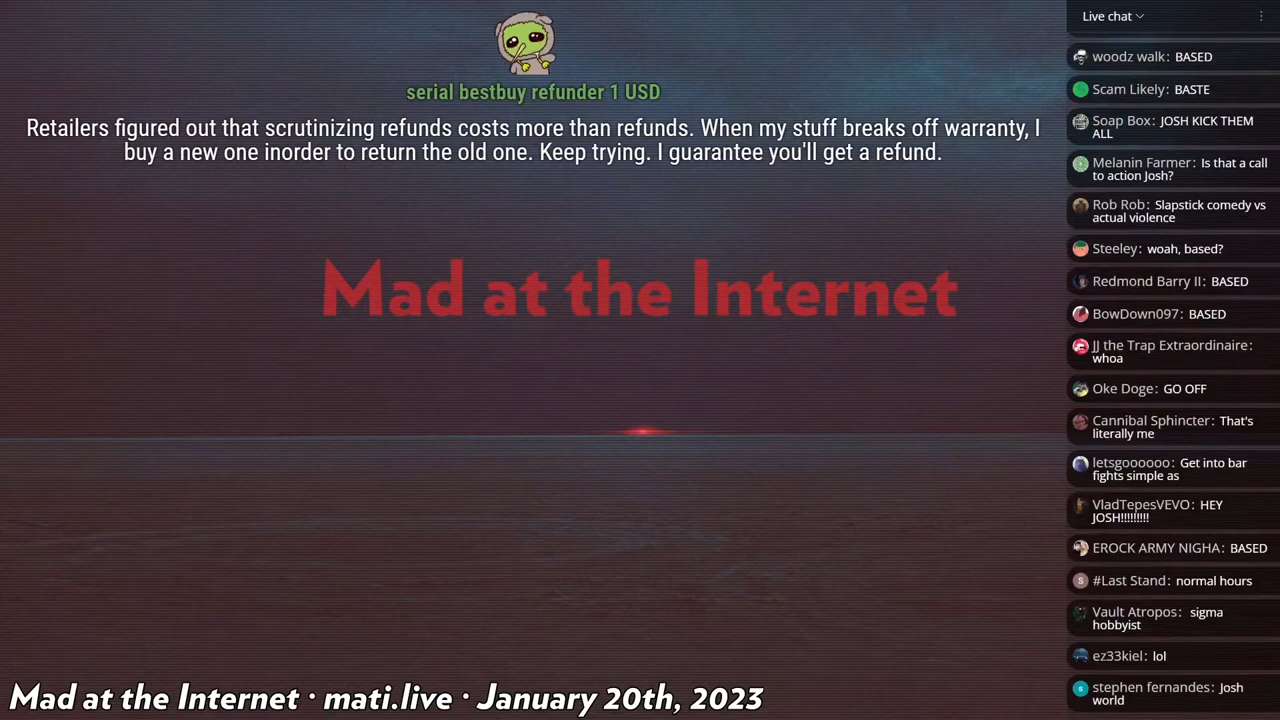 serial bestbuy refunder 1 USD
Retailers figured out that scrutinizing refunds costs more than refunds. When my stuff breaks off warranty, I
buy a new one inorder to return the old one. Keep trying. I guarantee you'll get a refund.
Mad at the Internet
Mad at the Internet · mati.live · January 20th, 2023
Live chat
woodz walk: BASED
Scam Likely: BASTE
Soap Box: JOSH KICK THEM
ALL
Melanin Farmer: Is that a call
to action Josh?
Rob Rob: Slapstick comedy vs
actual violence
Steeley: woah, based?
Redmond Barry II: BASED
BowDown097: BASED
JJ the Trap Extraordinaire:
whoa
Oke Doge: GO OFF
Cannibal Sphincter: That's
literally me
letsgoooooo: Get into bar
fights simple as
VladTepesVEVO: HEY
JOSH!!!!!!!!!
EROCK ARMY NIGHA: BASED
S #Last Stand: normal hours
Vault Atropos: sigma
hobbyist
ez33kiel: lol
s stephen fernandes: Josh
world